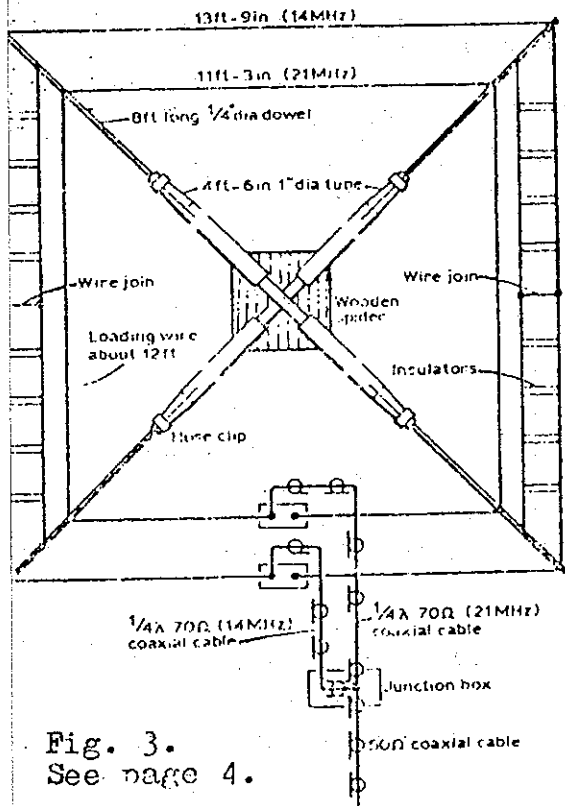 13ft-9in (14MHz)
11ft-3in (21MHz)
8ft long 1/4" dia dowel
4ft-6in 1" dia tube
Wire join
Wire join
Wooden
spider
Loading wire
about 12ft
Insulators
Hose clip
1/4λ 70Ω (14MHz)
coaxial cable
1/4λ 70Ω (21MHz)
coaxial cable
Junction box
50Ω coaxial cable
Fig. 3.
See page 4.